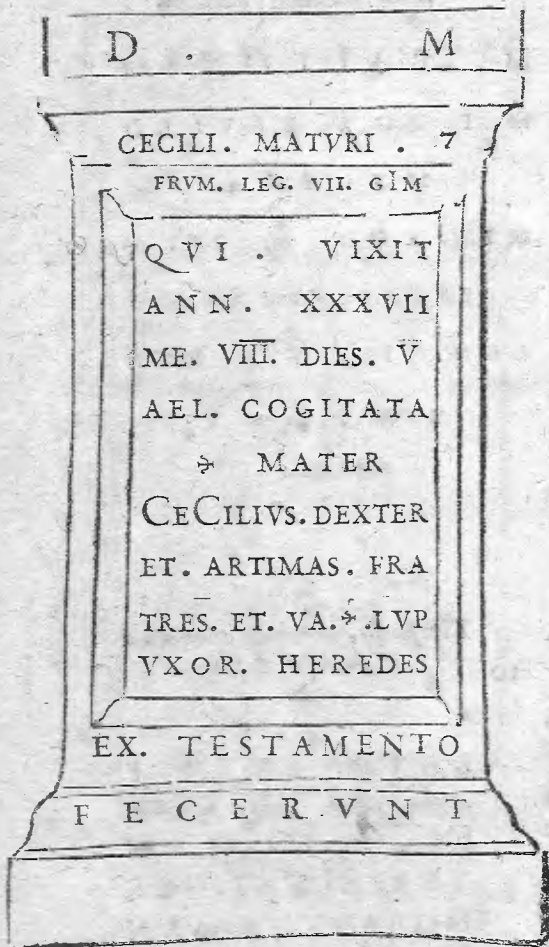 D . M
CECILI. MATVRI . 7
FRVM. LEG. VII. GIM
QVI . VIXIT
ANN. XXXVII
ME. VIII. DIES. V
AEL. COGITATA
MATER
CECILIVS. DEXTER
ET. ARTIMAS. FRA
TRES. ET. VA. .LVP
VXOR. HEREDES
EX. TESTAMENTO
FECERVNT